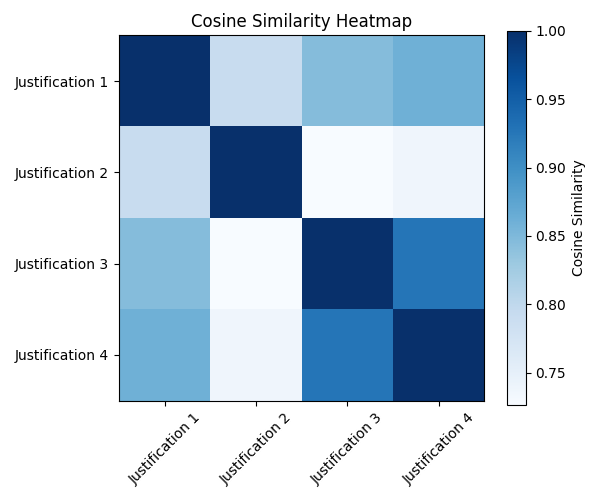 Cosine Similarity Heatmap
Justification 1
Justification 2
Justification 3
Justification 4
Justification 1
Justification 2
Justification 3
Justification 4
1.00
0.95
0.90
0.85
0.80
0.75
Cosine Similarity